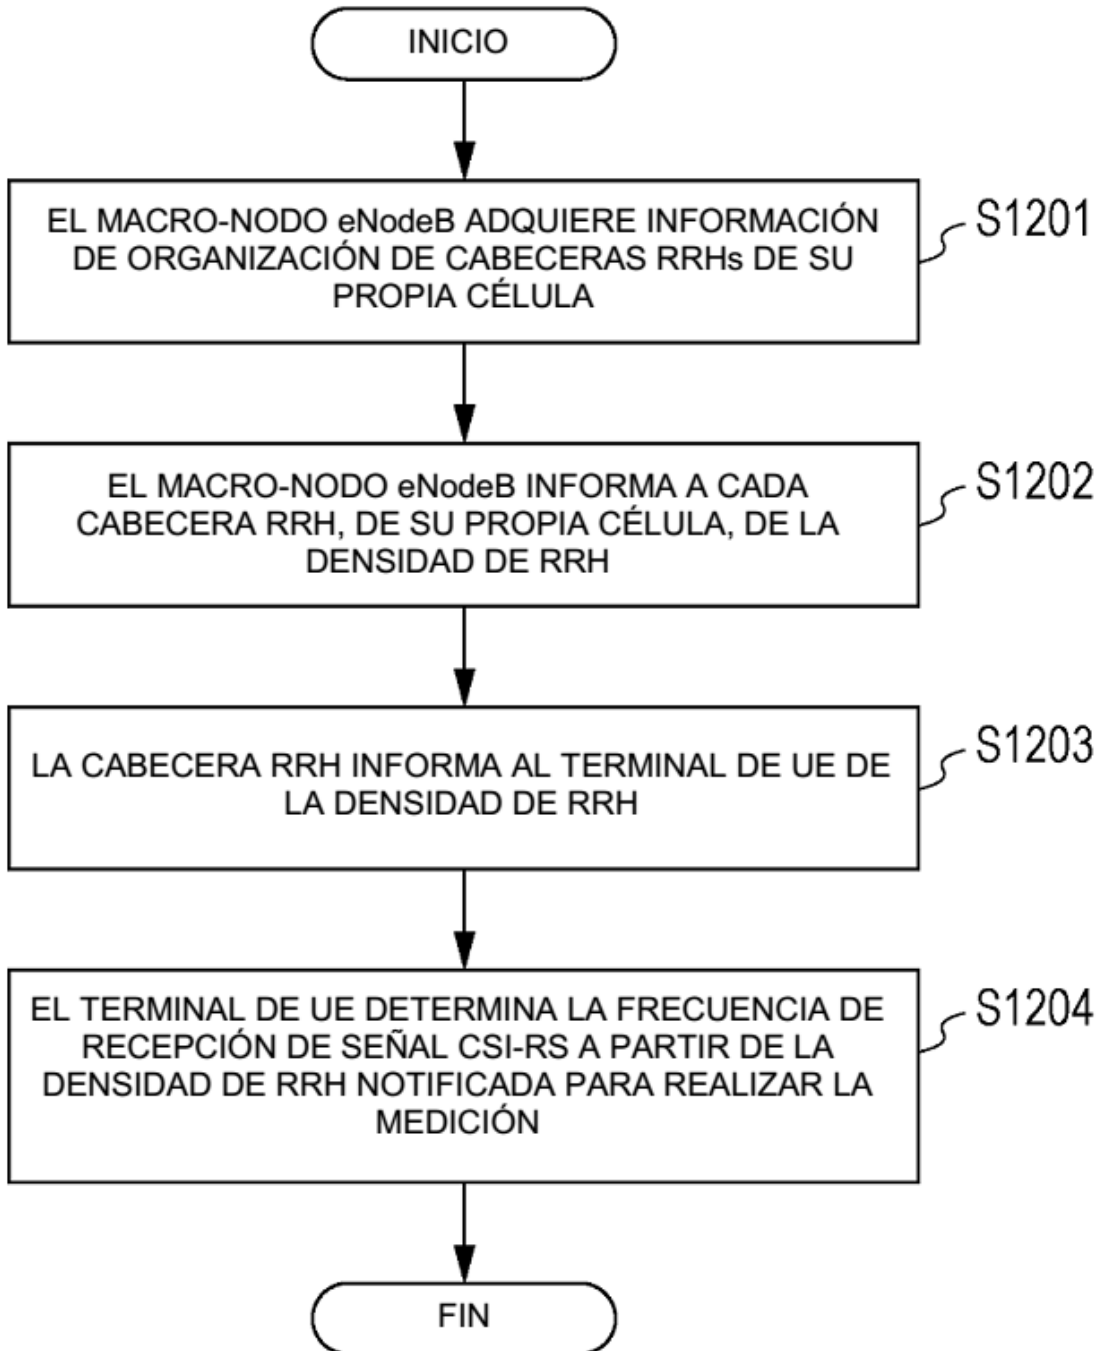 INICIO
EL MACRO-NODO eNodeB ADQUIERE INFORMACIÓN
DE ORGANIZACIÓN DE CABECERAS RRHs DE SU
PROPIA CÉLULA
S1201
EL MACRO-NODO eNodeB INFORMA A CADA
CABECERA RRH, DE SU PROPIA CÉLULA, DE LA
DENSIDAD DE RRH
S1202
LA CABECERA RRH INFORMA AL TERMINAL DE UE DE
LA DENSIDAD DE RRH
S1203
EL TERMINAL DE UE DETERMINA LA FRECUENCIA DE
RECEPCIÓN DE SEÑAL CSI-RS A PARTIR DE LA
DENSIDAD DE RRH NOTIFICADA PARA REALIZAR LA
MEDICIÓN
S1204
FIN